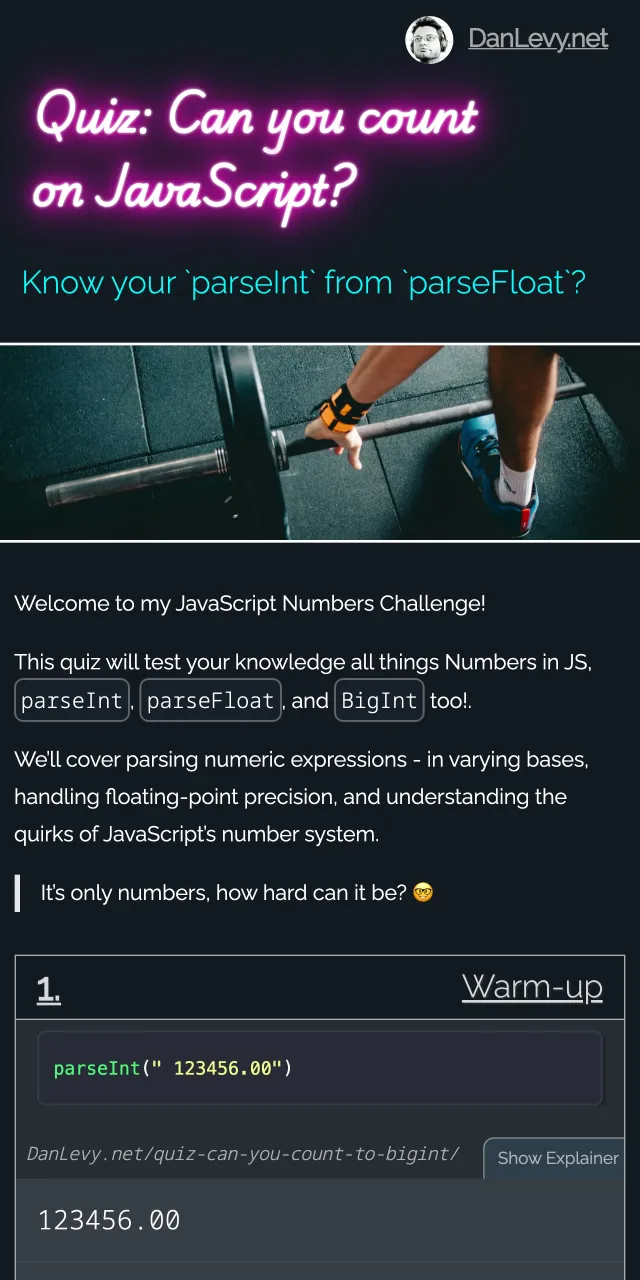 DanLevy.net
Quiz: Can you count
on JavaScript?
Know your `parseInt` from `parseFloat`?
Welcome to my JavaScript Numbers Challenge!
This quiz will test your knowledge all things Numbers in JS,
parseInt, parseFloat, and BigInt too!.
We’ll cover parsing numeric expressions - in varying bases,
handling floating-point precision, and understanding the
quirks of JavaScript’s number system.
It’s only numbers, how hard can it be? 🤓
1. Warm-up
parseInt(" 123456.00")
DanLevy.net/quiz-can-you-count-to-bigint/ Show Explainer
123456.00